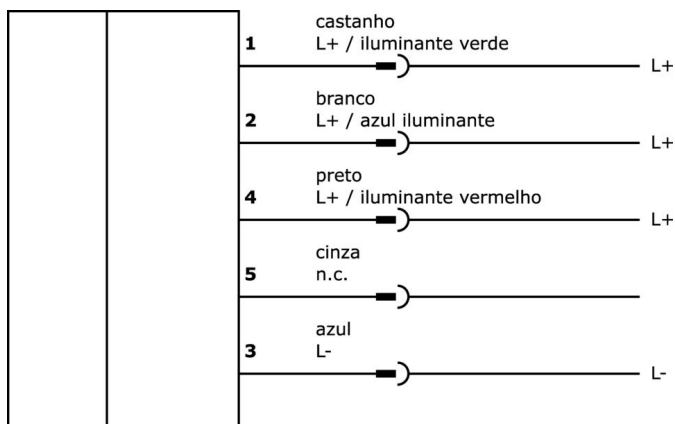 castanho
1 L+ / iluminante verde
L+
branco
2 L+ / azul iluminante
L+
preto
4 L+ / iluminante vermelho
L+
cinza
5 n.c.
azul
3 L-
L-